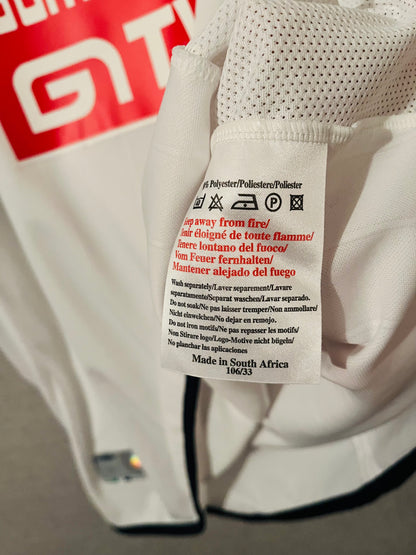 GT
% Polyester/Poliestere/Poliester
P
Keep away from fire/
Tenir éloigné de toute flamme/
Tenere lontano del fuoco/
Vom Feuer fernhalten/
Mantener alejado del fuego
Wash separately/Laver separement/Lavare
separatamento/Separat waschen/Lavar separado.
Do not soak/Ne pas laisser tremper/Non ammollare/
Nicht einweichen/No dejar en remojo.
Do not iron motifs/Ne pas repasser les motifs/
Non Stirare logo/Logo-Motive nicht bügeln/
No planchar las aplicaciones
Made in South Africa
106/33